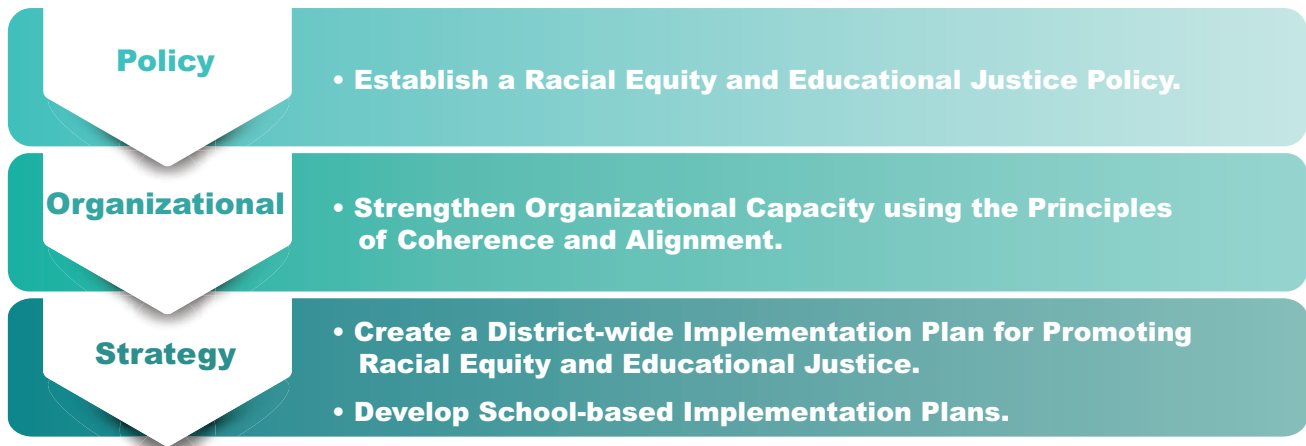 Policy
• Establish a Racial Equity and Educational Justice Policy.
Organizational
• Strengthen Organizational Capacity using the Principles
of Coherence and Alignment.
Strategy
• Create a District-wide Implementation Plan for Promoting
Racial Equity and Educational Justice.
• Develop School-based Implementation Plans.